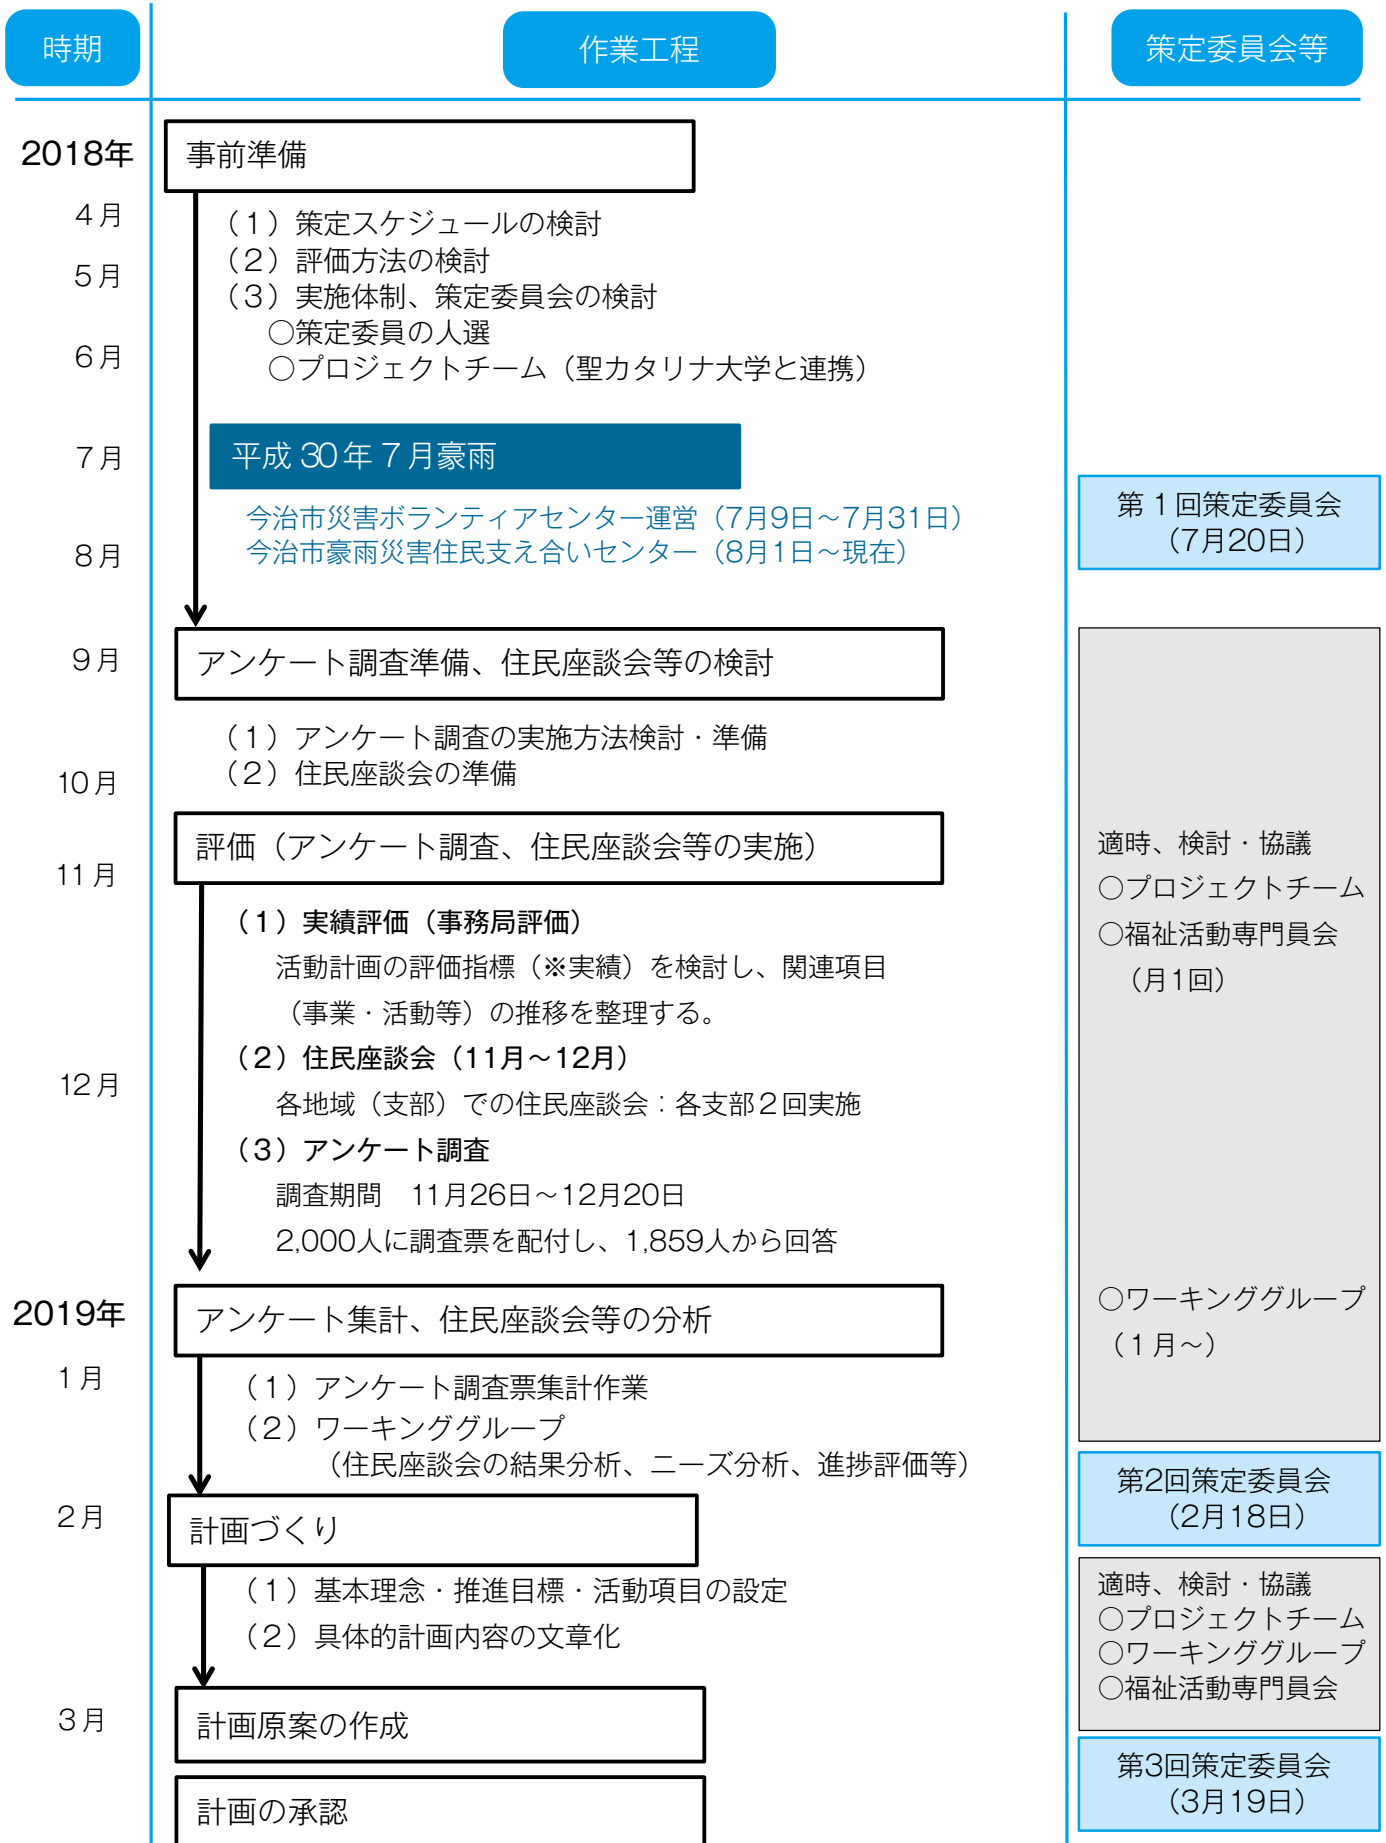 時期
作業工程
策定委員会等
2018年
事前準備
4月
（1）策定スケジュールの検討
（2）評価方法の検討
5月
（3）実施体制、策定委員会の検討
○策定委員の人選
6月
○プロジェクトチーム（聖カタリナ大学と連携）
7月
平成30年7月豪雨
第1回策定委員会
（7月20日）
今治市災害ボランティアセンター運営（7月9日～7月31日）
今治市豪雨災害住民支え合いセンター（8月1日～現在）
8月
9月
アンケート調査準備、住民座談会等の検討
（1）アンケート調査の実施方法検討・準備
（2）住民座談会の準備
10月
評価（アンケート調査、住民座談会等の実施）
11月
適時、検討・協議
○プロジェクトチーム
○福祉活動専門員会
（月1回）
（1）実績評価（事務局評価）
活動計画の評価指標（※実績）を検討し、関連項目
（事業・活動等）の推移を整理する。
（2）住民座談会（11月～12月）
12月
各地域（支部）での住民座談会：各支部2回実施
（3）アンケート調査
調査期間　11月26日～12月20日
2,000人に調査票を配付し、1,859人から回答
2019年
アンケート集計、住民座談会等の分析
○ワーキンググループ
（1月～）
1月
（1）アンケート調査票集計作業
（2）ワーキンググループ
（住民座談会の結果分析、ニーズ分析、進捗評価等）
第2回策定委員会
（2月18日）
2月
計画づくり
（1）基本理念・推進目標・活動項目の設定
（2）具体的計画内容の文章化
適時、検討・協議
○プロジェクトチーム
○ワーキンググループ
○福祉活動専門員会
3月
計画原案の作成
第3回策定委員会
（3月19日）
計画の承認